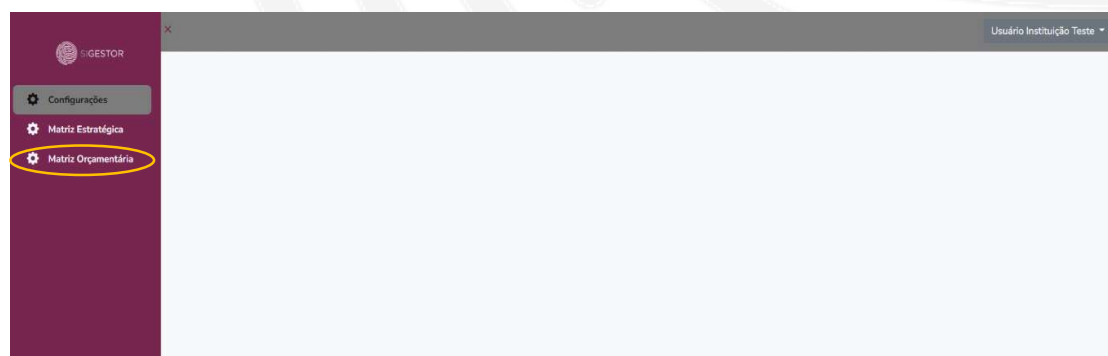 SIGESTOR
×
Usuário Instituição Teste
Configurações
Matriz Estratégica
Matriz Orçamentária